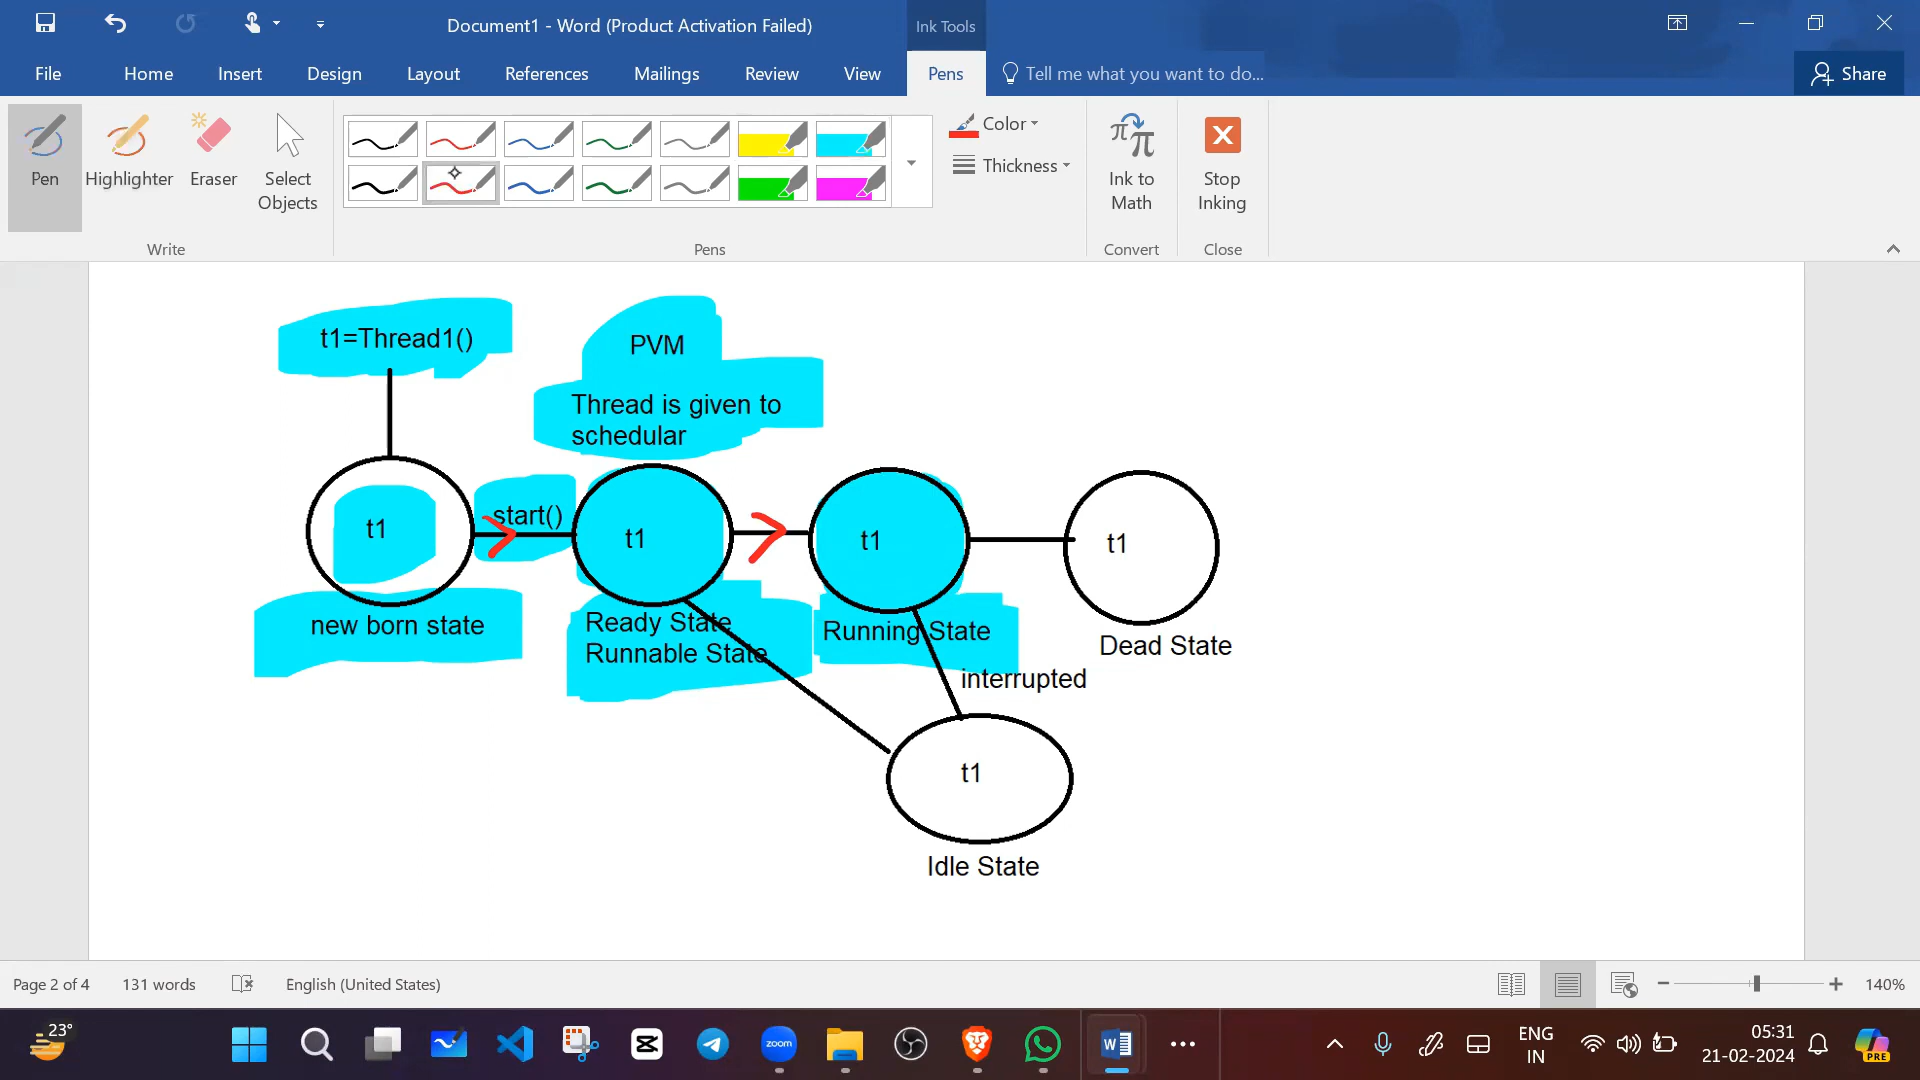 Document1 - Word (Product Activation Failed)
Ink Tools
File
Home
Insert
Design
Layout
References
Mailings
Review
View
Pens
Tell me what you want to do...
Share
Pen
Highlighter
Eraser
Select
Objects
Color
Thickness
Ink to
Math
Stop
Inking
Write
Pens
Convert
Close
t1=Thread1()
PVM
Thread is given to
schedular
t1
start()
t1
t1
t1
new born state
Ready State
Runnable State
Running State
Dead State
interrupted
t1
Idle State
Page 2 of 4
131 words
English (United States)
140%
23°
zoom
ENG
IN
05:31
21-02-2024
PRE